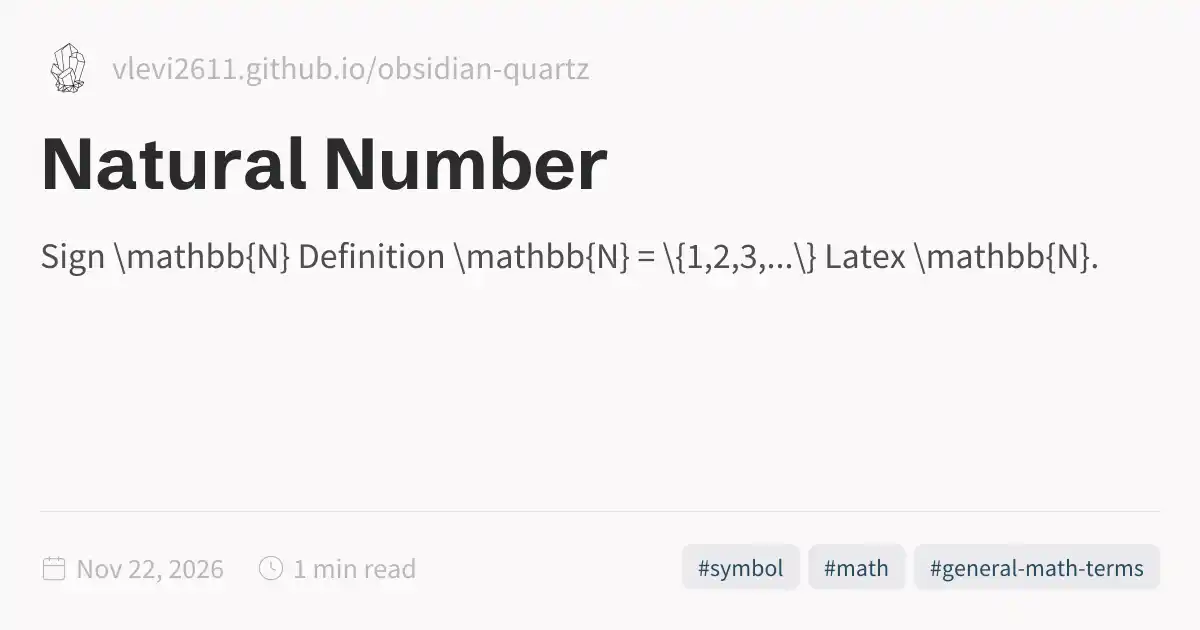 vlevi2611.github.io/obsidian-quartz
Natural Number
Sign \mathbb{N} Definition \mathbb{N} = \{1,2,3,...\} Latex \mathbb{N}.
Nov 22, 2026 1 min read #symbol #math #general-math-terms